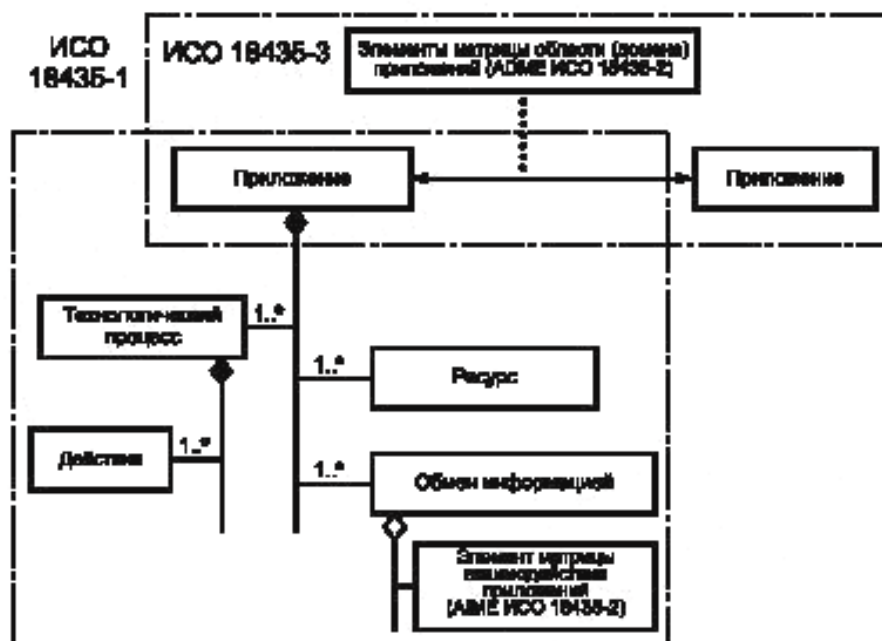 ИСО
18435-1
ИСО 18435-3
Элементы матрицы области (домена)
приложений (ADME ИСО 18435-2)
Приложение
Приложение
Технологический
процесс
1..*
1..*
Ресурс
Действия
1..*
1..*
Обмен информацией
Элемент матрицы
взаимодействия
приложений
(AIME ИСО 18435-2)